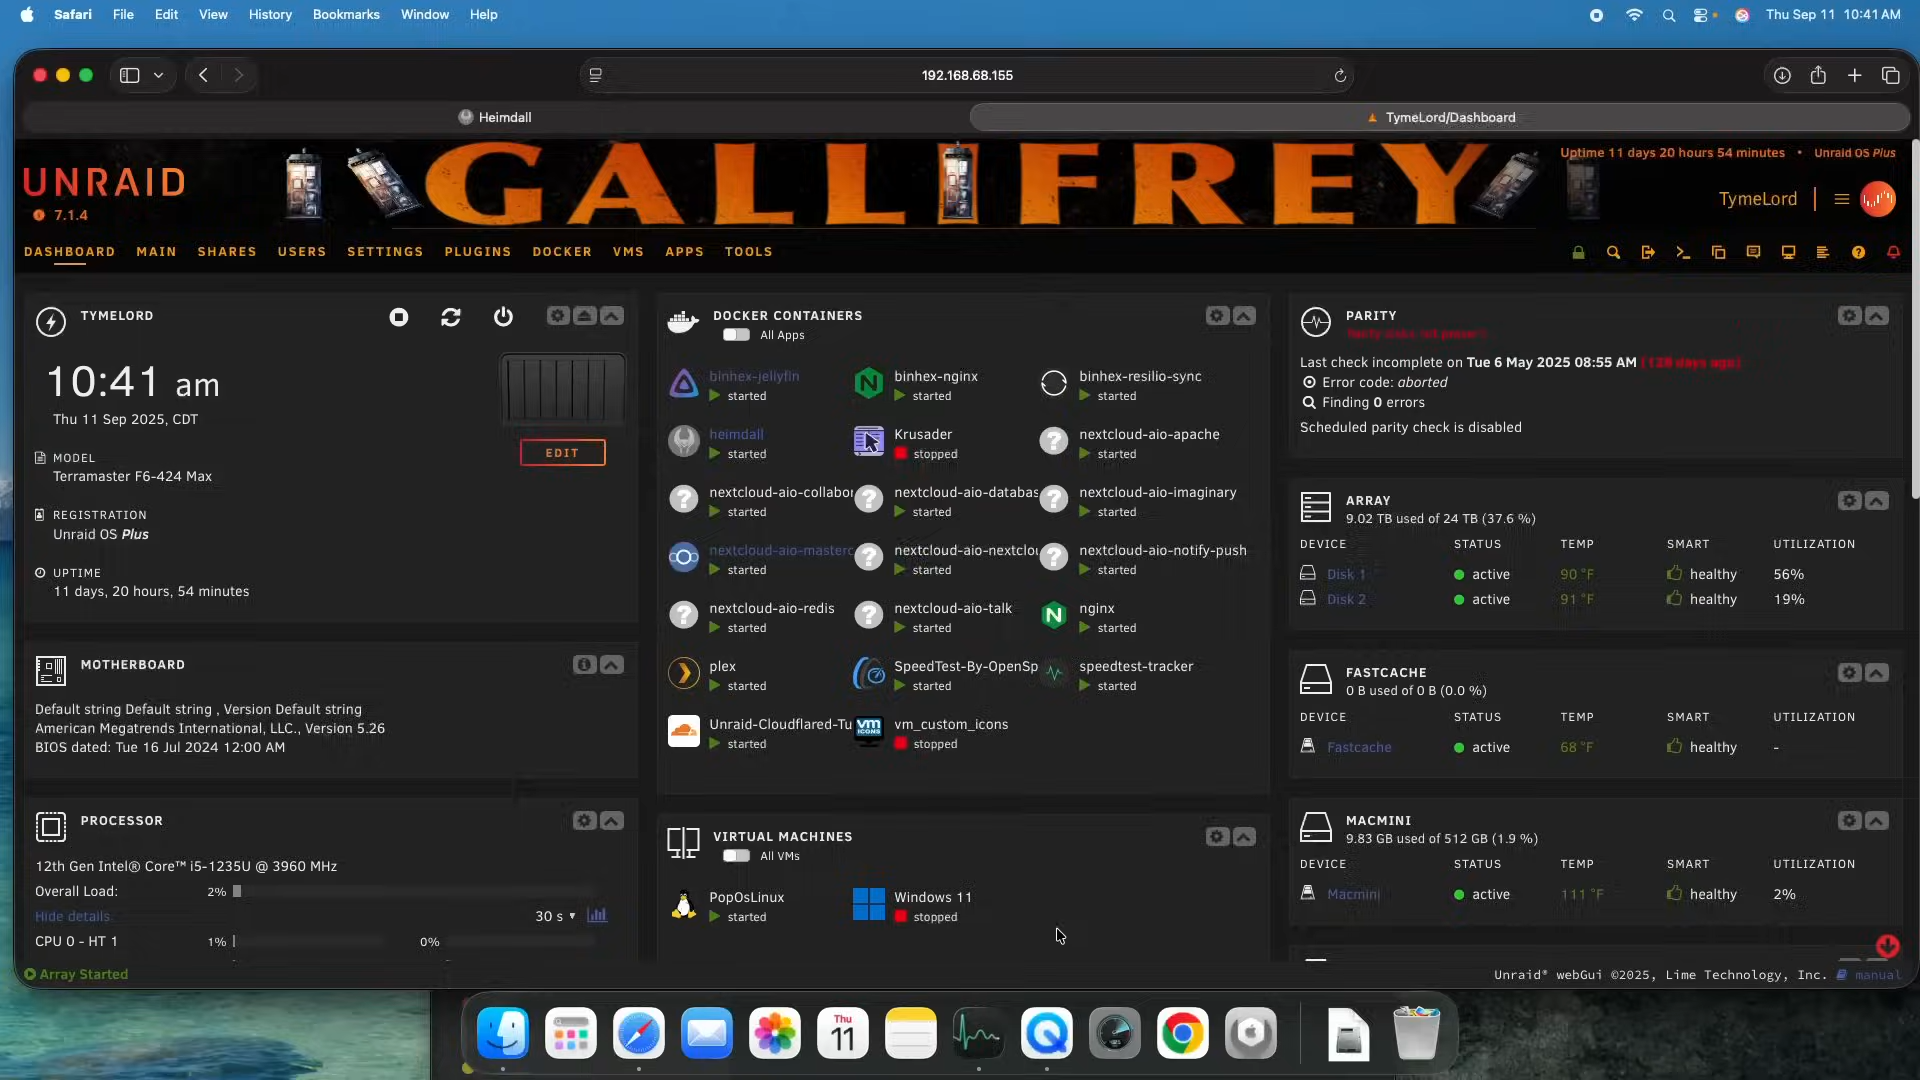 Safari File Edit View History Bookmarks Window Help
Thu Sep 11 10:41 AM
192.168.68.155
Heimdall
TymeLord/Dashboard
GALLIFREY
UNRAID
7.1.4
Uptime 11 days 20 hours 54 minutes • Unraid OS Plus
TymeLord
DASHBOARD MAIN SHARES USERS SETTINGS PLUGINS DOCKER VMS APPS TOOLS
TYMELORD
10:41 am
Thu 11 Sep 2025, CDT
EDIT
MODEL
Terramaster F6-424 Max
REGISTRATION
Unraid OS Plus
UPTIME
11 days, 20 hours, 54 minutes
MOTHERBOARD
Default string Default string , Version Default string
American Megatrends International, LLC., Version 5.26
BIOS dated: Tue 16 Jul 2024 12:00 AM
PROCESSOR
12th Gen Intel® Core™ i5-1235U @ 3960 MHz
Overall Load: 2%
Hide details
30 s
CPU 0 - HT 1 1% 0%
DOCKER CONTAINERS
All Apps
binhex-jellyfin binhex-nginx binhex-resilio-sync
started started started
heimdall Krusader nextcloud-aio-apache
started stopped started
nextcloud-aio-collabor nextcloud-aio-databas nextcloud-aio-imaginary
started started started
nextcloud-aio-masterc nextcloud-aio-nextclou nextcloud-aio-notify-push
started started started
nextcloud-aio-redis nextcloud-aio-talk nginx
started started started
plex SpeedTest-By-OpenSp speedtest-tracker
started started started
Unraid-Cloudflared-Tu vm_custom_icons
started stopped
VIRTUAL MACHINES
All VMs
PopOsLinux Windows 11
started stopped
PARITY
Last check incomplete on Tue 6 May 2025 08:55 AM (128 days ago)
Error code: aborted
Finding 0 errors
Scheduled parity check is disabled
ARRAY
9.02 TB used of 24 TB (37.6 %)
DEVICE STATUS TEMP SMART UTILIZATION
Disk 1 active 90 °F healthy 56%
Disk 2 active 91 °F healthy 19%
FASTCACHE
0 B used of 0 B (0.0 %)
DEVICE STATUS TEMP SMART UTILIZATION
Fastcache active 68 °F healthy -
MACMINI
9.83 GB used of 512 GB (1.9 %)
DEVICE STATUS TEMP SMART UTILIZATION
Macmini active 111 °F healthy 2%
Array Started
Unraid® webGui ©2025, Lime Technology, Inc. manual
Thu
11